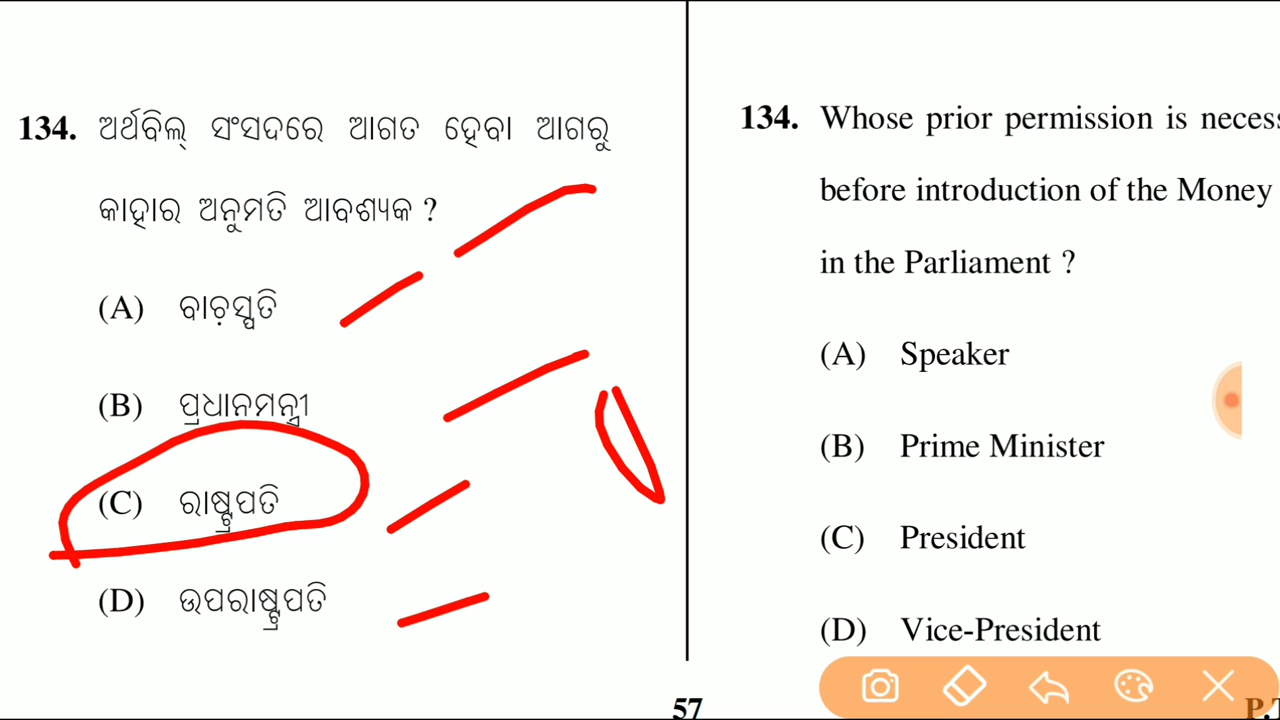 134. ଅର୍ଥବିଲ୍ ସଂସଦରେ ଆଗତ ହେବା ଆଗରୁ
କାହାର ଅନୁମତି ଆବଶ୍ୟକ ?
(A) ବାଚସ୍ପତି
(B) ପ୍ରଧାନମନ୍ତ୍ରୀ
(C) ରାଷ୍ଟ୍ରପତି
(D) ଉପରାଷ୍ଟ୍ରପତି
134. Whose prior permission is
before introduction of the Money
in the Parliament ?
(A) Speaker
(B) Prime Minister
(C) President
(D) Vice-President
57